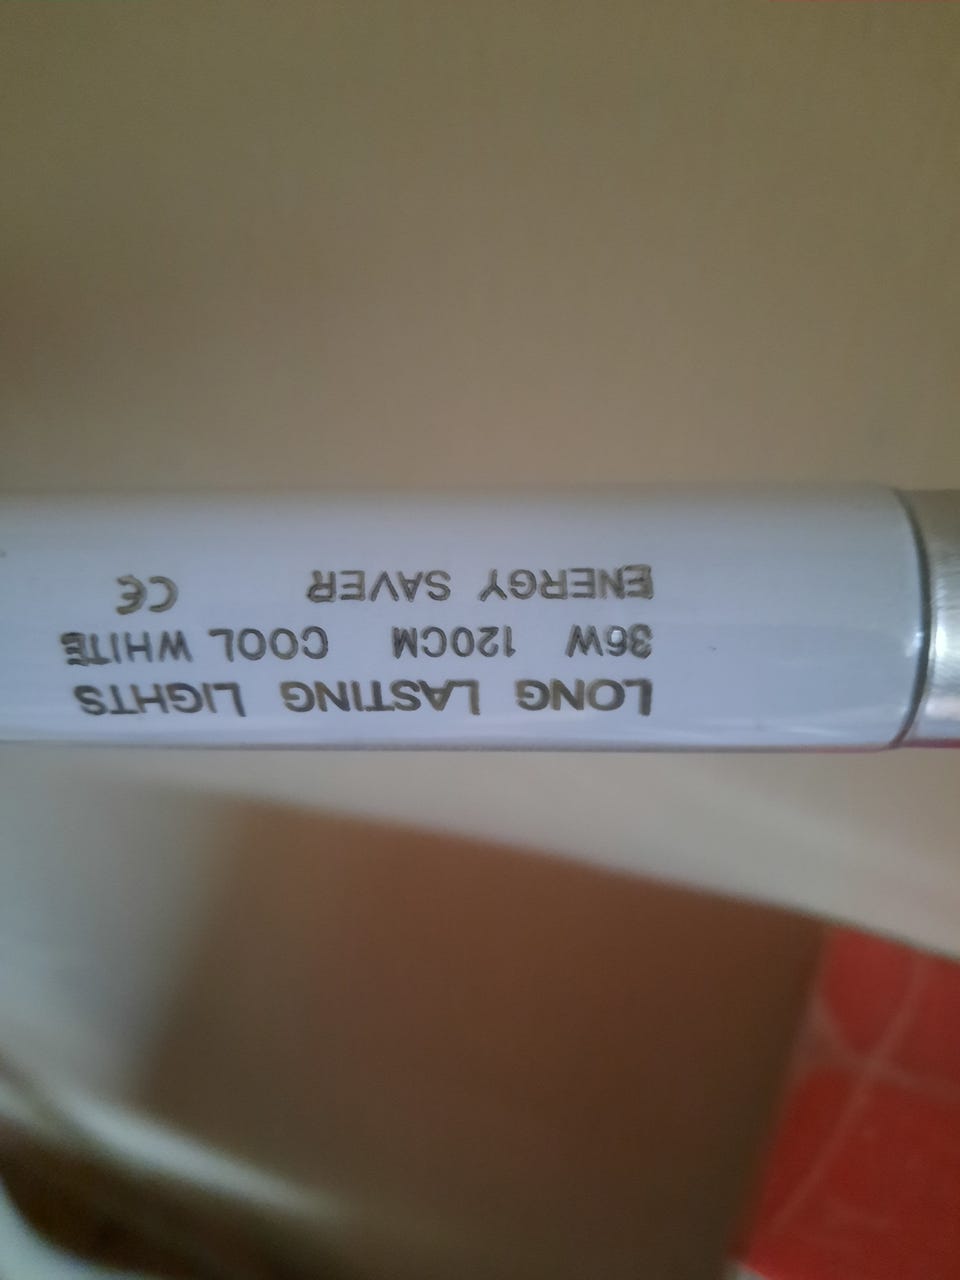 LONG LASTING LIGHTS
36W 120CM COOL WHITE
ENERGY SAVER CE